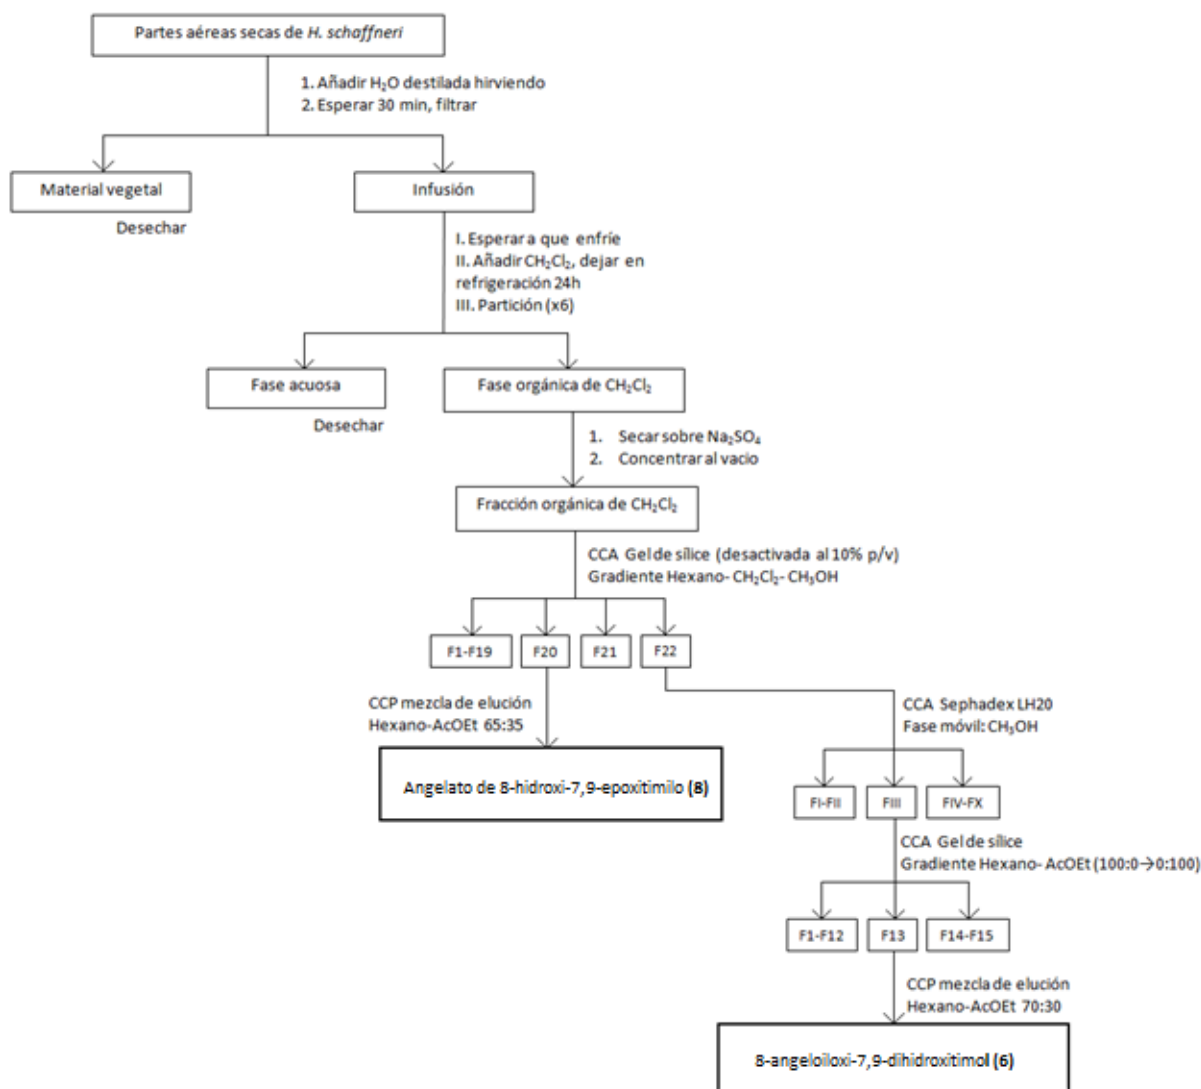 Partes aéreas secas de H. schaffneri
1. Añadir H₂O destilada hirviendo
2. Esperar 30 min, filtrar
Material vegetal
Infusión
Desechar
I. Esperar a que enfríe
II. Añadir CH₂Cl₂, dejar en
refrigeración 24h
III. Partición (x6)
Fase acuosa
Fase orgánica de CH₂Cl₂
Desechar
1. Secar sobre Na₂SO₄
2. Concentrar al vacio
Fracción orgánica de CH₂Cl₂
CCA Gel de sílice (desactivada al 10% p/v)
Gradiente Hexano- CH₂Cl₂- CH₃OH
F1-F19
F20
F21
F22
CCP mezcla de elución
Hexano-AcOEt 65:35
CCA Sephadex LH20
Fase móvil: CH₃OH
Angelato de 8-hidroxi-7,9-epoxitimilo (8)
FI-FII
FIII
FIV-FX
CCA Gel de sílice
Gradiente Hexano- AcOEt (100:0→0:100)
F1-F12
F13
F14-F15
CCP mezcla de elución
Hexano-AcOEt 70:30
8-angeloiloxi-7,9-dihidroxitimol (6)